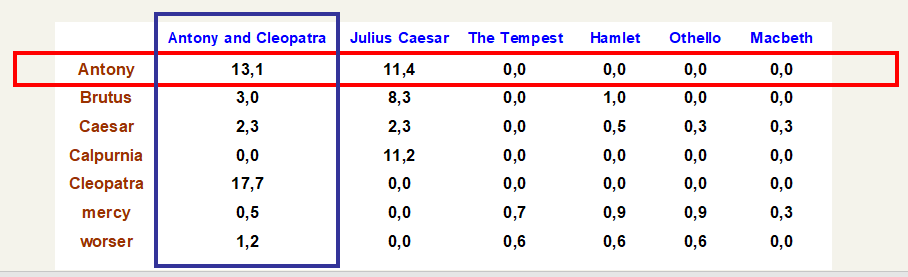 Antony and Cleopatra Julius Caesar The Tempest Hamlet Othello Macbeth
Antony 13,1 11,4 0,0 0,0 0,0 0,0
Brutus 3,0 8,3 0,0 1,0 0,0 0,0
Caesar 2,3 2,3 0,0 0,5 0,3 0,3
Calpurnia 0,0 11,2 0,0 0,0 0,0 0,0
Cleopatra 17,7 0,0 0,0 0,0 0,0 0,0
mercy 0,5 0,0 0,7 0,9 0,9 0,3
worser 1,2 0,0 0,6 0,6 0,6 0,0